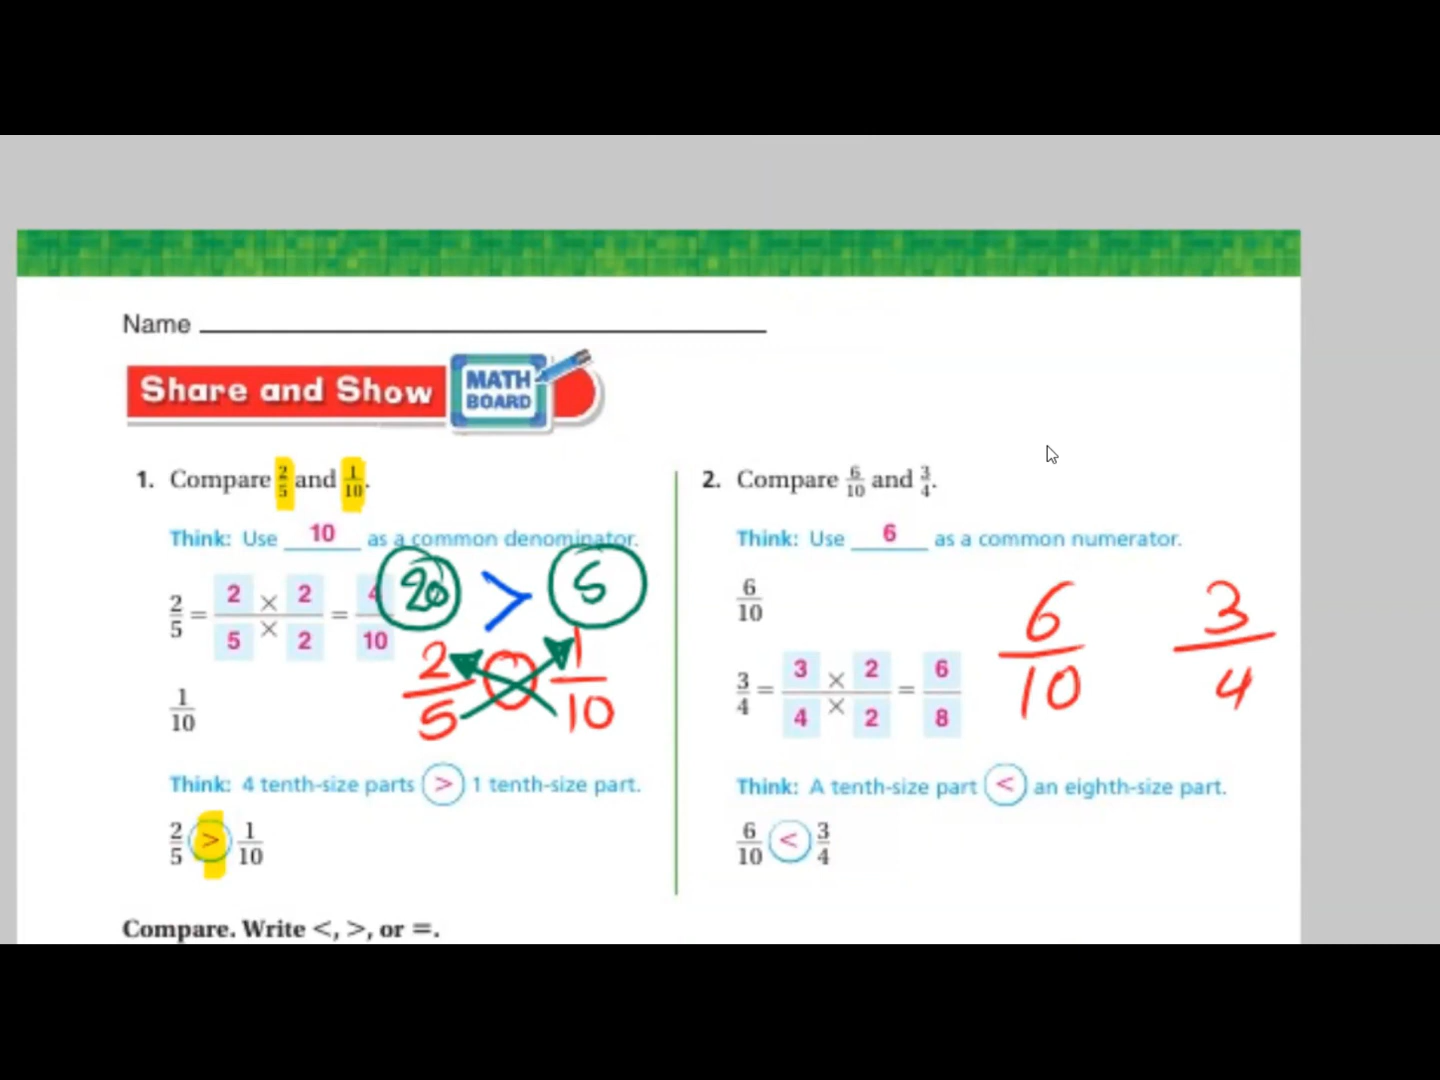 Name
Share and Show MATH BOARD
1. Compare 2/5 and 1/10.
Think: Use 10 as a common denominator.
2/5 = 2 × 2 / 5 × 2 = 4/10
1/10
20 > 5
2/5 1/10
Think: 4 tenth-size parts > 1 tenth-size part.
2/5 > 1/10
2. Compare 6/10 and 3/4.
Think: Use 6 as a common numerator.
6/10
3/4 = 3 × 2 / 4 × 2 = 6/8
6/10 3/4
Think: A tenth-size part < an eighth-size part.
6/10 < 3/4
Compare. Write <, >, or =.